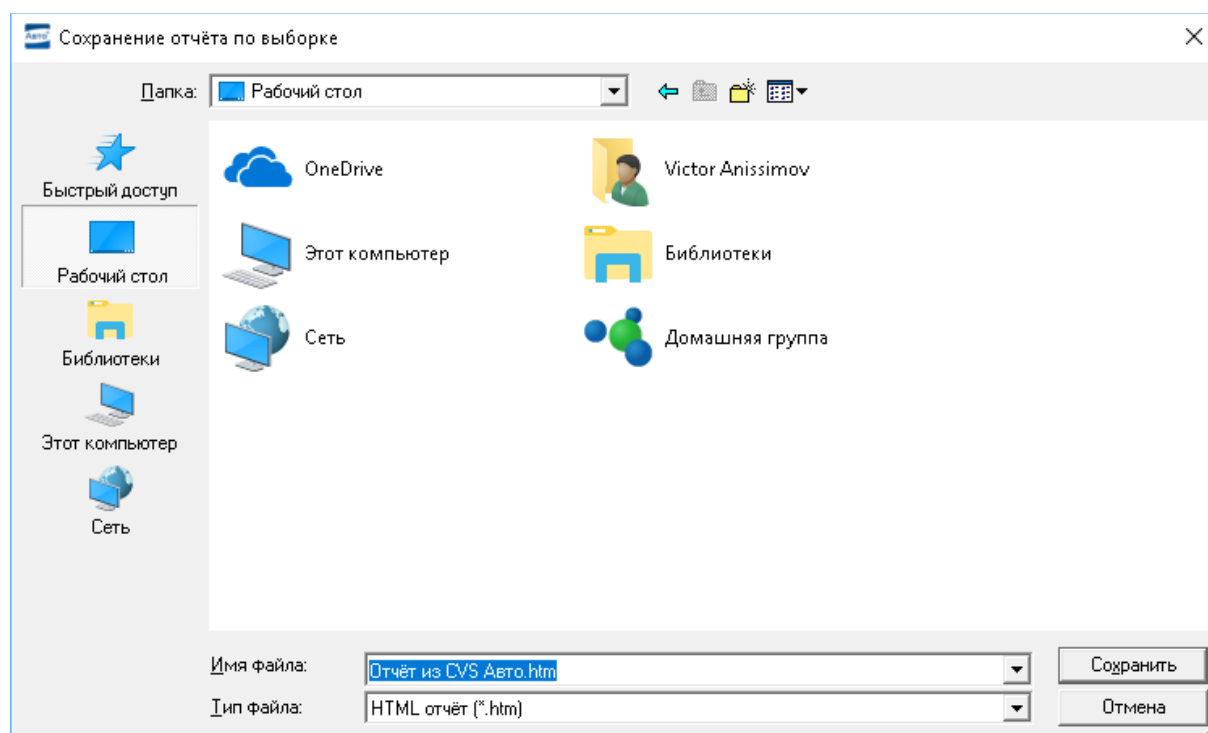 Авто
Сохранение отчёта по выборке
Папка:
Рабочий стол
Быстрый доступ
Рабочий стол
Библиотеки
Этот компьютер
Сеть
OneDrive
Victor Anissimov
Этот компьютер
Библиотеки
Сеть
Домашняя группа
Имя файла:
Отчёт из CVS Авто.htm
Сохранить
Тип файла:
HTML отчёт (*.htm)
Отмена